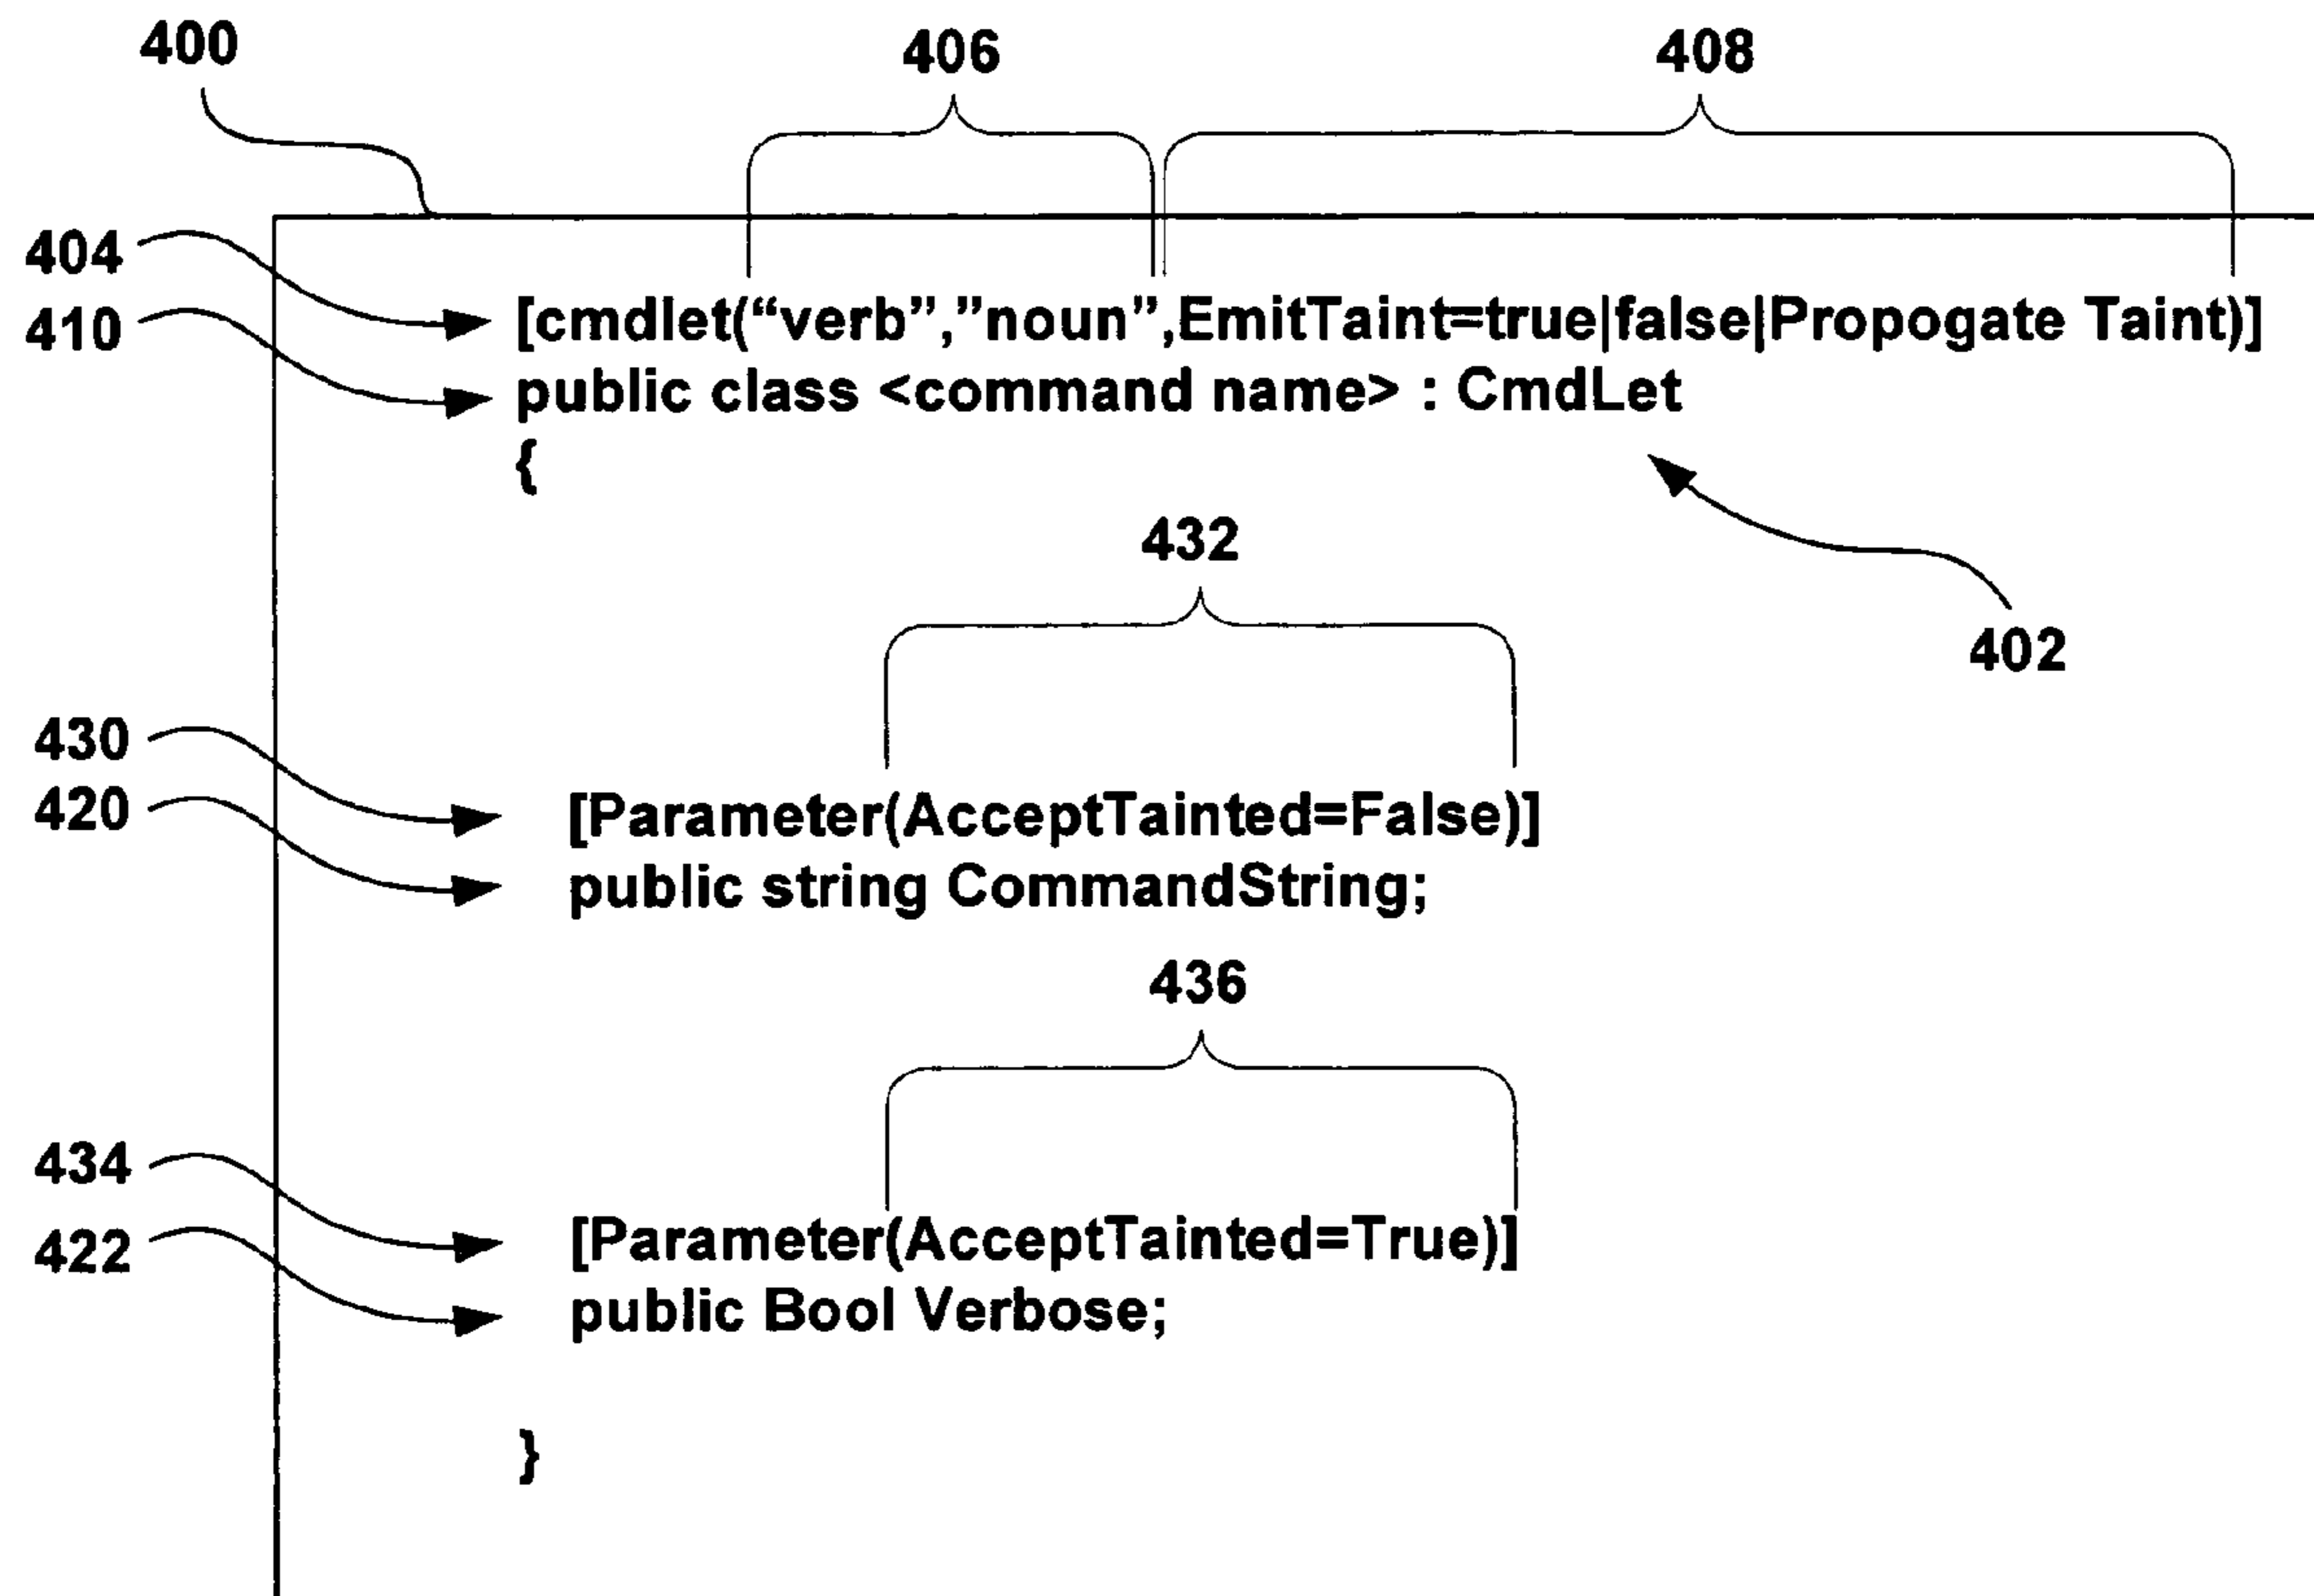 400
406
408
404
[cmdlet(“verb”,”noun”,EmitTaint=true|false|Propogate Taint)]
410
public class <command name> : CmdLet
{
432
402
430
[Parameter(AcceptTainted=False)]
420
public string CommandString;
436
434
[Parameter(AcceptTainted=True)]
422
public Bool Verbose;
}